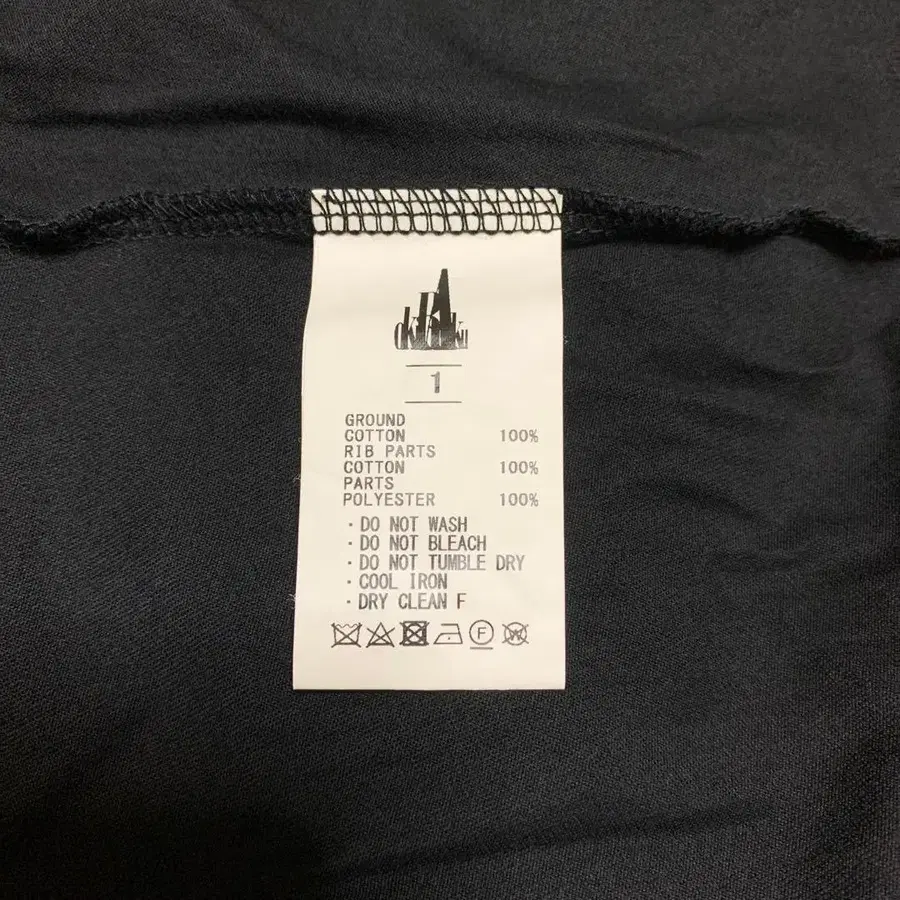 1
GROUND
COTTON 100%
RIB PARTS
COTTON 100%
PARTS
POLYESTER 100%
・DO NOT WASH
・DO NOT BLEACH
・DO NOT TUMBLE DRY
・COOL IRON
・DRY CLEAN F
F W